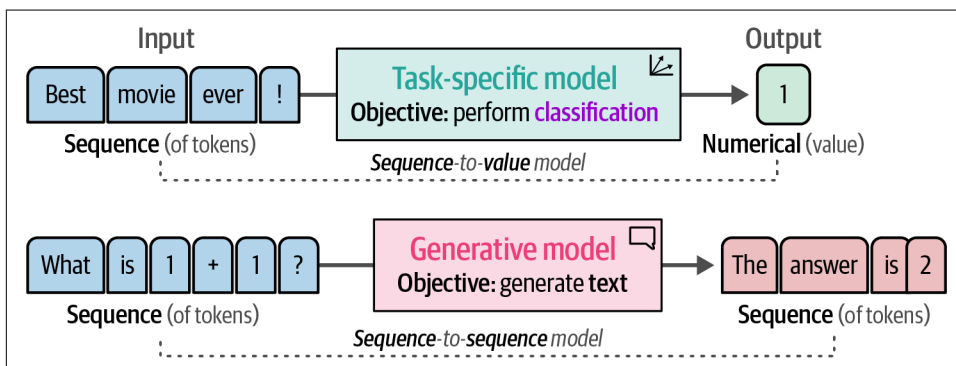 Input
Output
Best movie ever !
Task-specific model
Objective: perform classification
1
Sequence (of tokens)
Numerical (value)
Sequence-to-value model
What is 1 + 1 ?
Generative model
Objective: generate text
The answer is 2
Sequence (of tokens)
Sequence (of tokens)
Sequence-to-sequence model